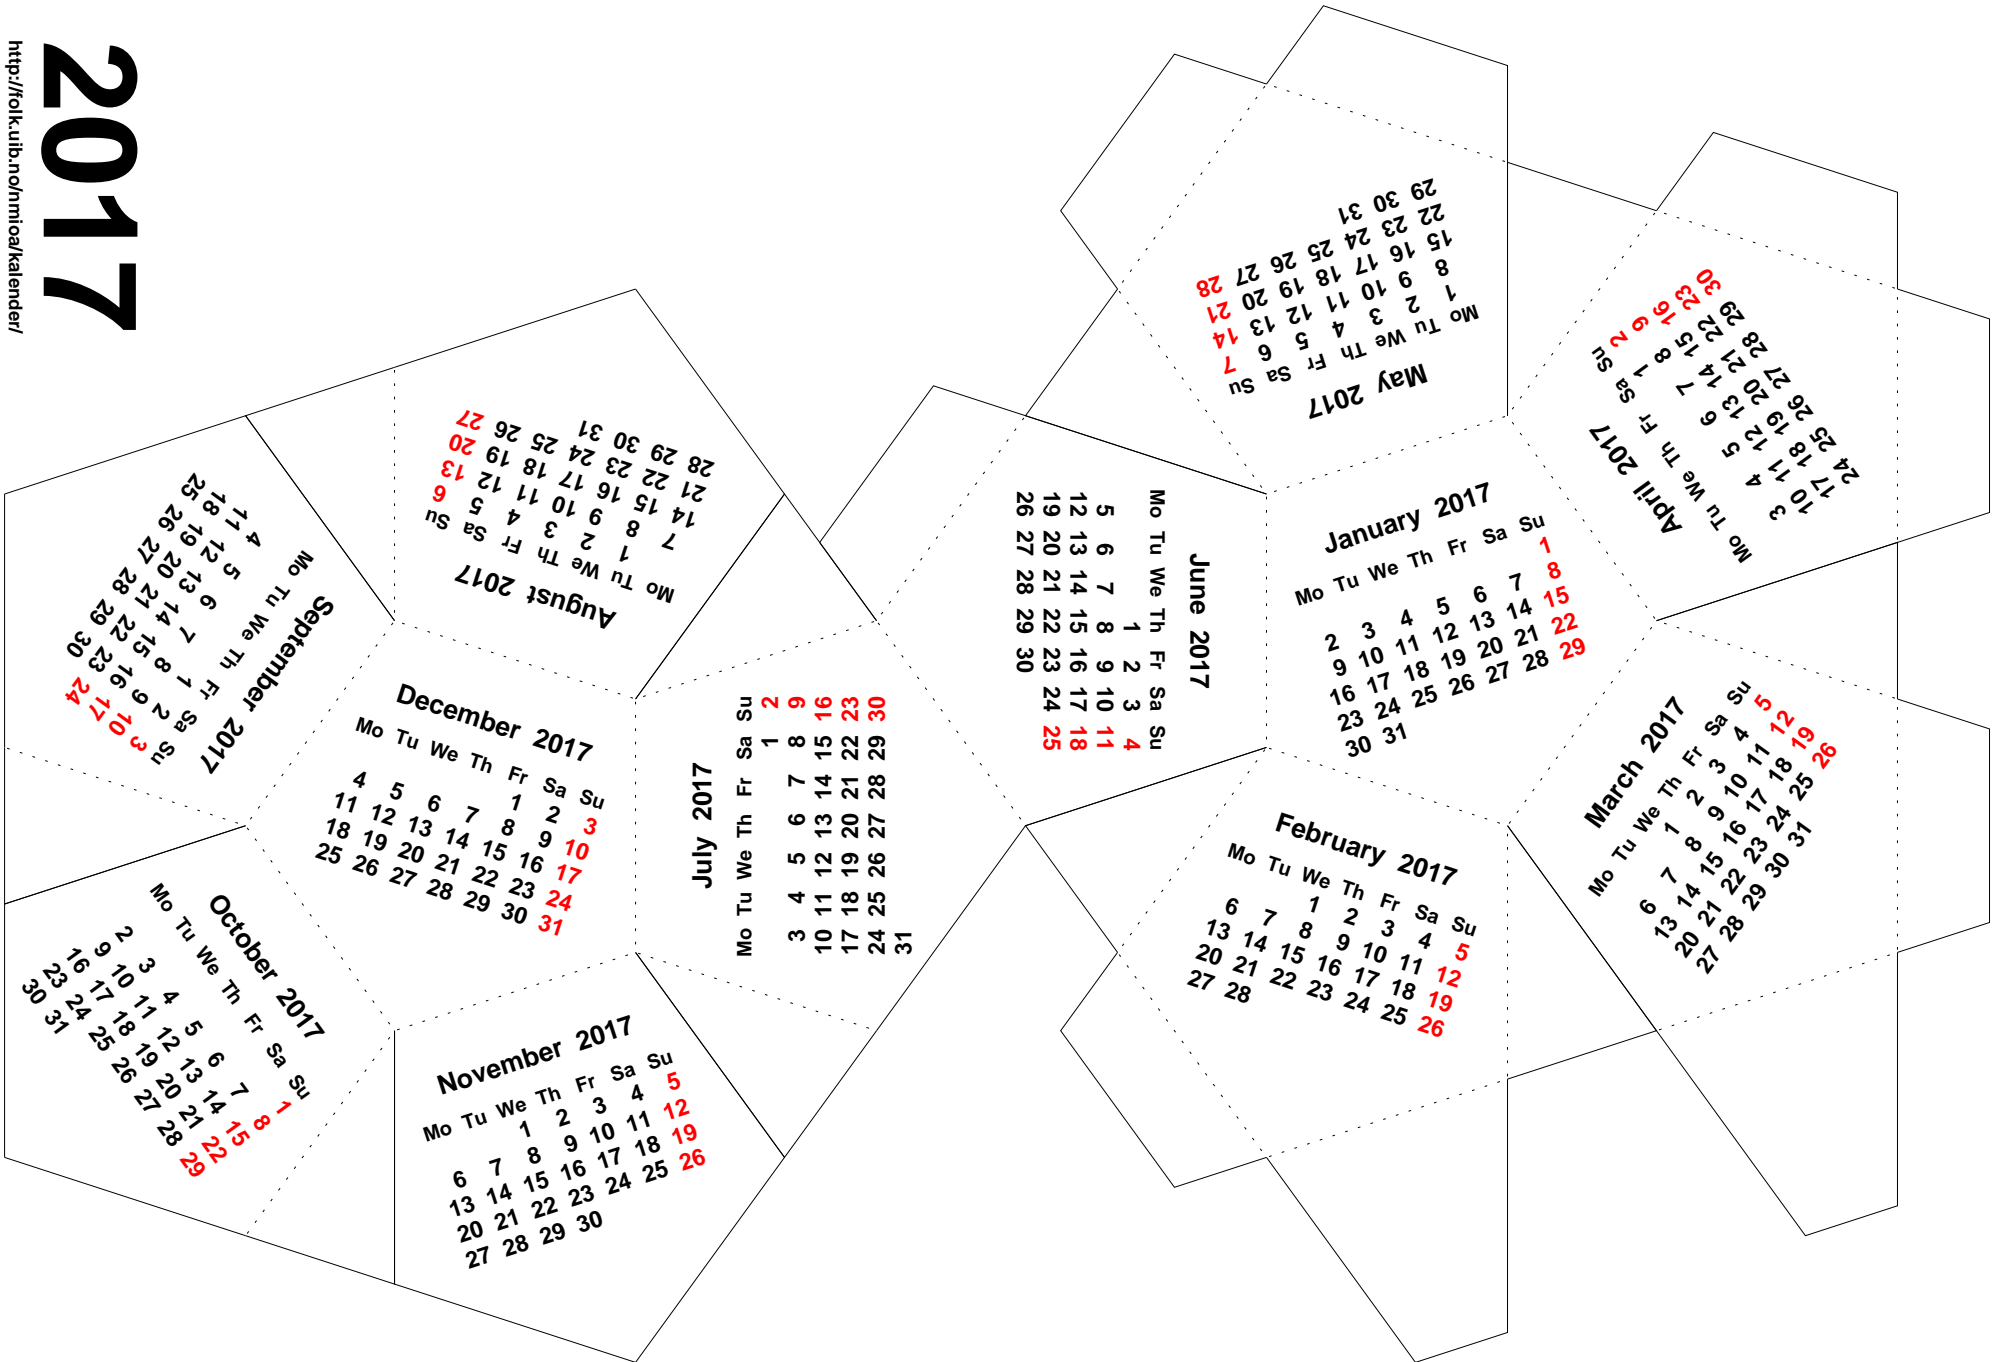 2017
http://folk.uib.no/nmioa/kalender/
January 2017
Mo Tu We Th Fr Sa Su
1
2 3 4 5 6 7 8
9 10 11 12 13 14 15
16 17 18 19 20 21 22
23 24 25 26 27 28 29
30 31
February 2017
Mo Tu We Th Fr Sa Su
1 2 3 4 5
6 7 8 9 10 11 12
13 14 15 16 17 18 19
20 21 22 23 24 25 26
27 28
March 2017
Mo Tu We Th Fr Sa Su
1 2 3 4 5
6 7 8 9 10 11 12
13 14 15 16 17 18 19
20 21 22 23 24 25 26
27 28 29 30 31
April 2017
Mo Tu We Th Fr Sa Su
1 2
3 4 5 6 7 8 9
10 11 12 13 14 15 16
17 18 19 20 21 22 23
24 25 26 27 28 29 30
May 2017
Mo Tu We Th Fr Sa Su
1 2 3 4 5 6 7
8 9 10 11 12 13 14
15 16 17 18 19 20 21
22 23 24 25 26 27 28
29 30 31
June 2017
Mo Tu We Th Fr Sa Su
1 2 3 4
5 6 7 8 9 10 11
12 13 14 15 16 17 18
19 20 21 22 23 24 25
26 27 28 29 30
July 2017
Mo Tu We Th Fr Sa Su
1 2
3 4 5 6 7 8 9
10 11 12 13 14 15 16
17 18 19 20 21 22 23
24 25 26 27 28 29 30
31
August 2017
Mo Tu We Th Fr Sa Su
1 2 3 4 5 6
7 8 9 10 11 12 13
14 15 16 17 18 19 20
21 22 23 24 25 26 27
28 29 30 31
September 2017
Mo Tu We Th Fr Sa Su
1 2 3
4 5 6 7 8 9 10
11 12 13 14 15 16 17
18 19 20 21 22 23 24
25 26 27 28 29 30
October 2017
Mo Tu We Th Fr Sa Su
1
2 3 4 5 6 7 8
9 10 11 12 13 14 15
16 17 18 19 20 21 22
23 24 25 26 27 28 29
30 31
November 2017
Mo Tu We Th Fr Sa Su
1 2 3 4 5
6 7 8 9 10 11 12
13 14 15 16 17 18 19
20 21 22 23 24 25 26
27 28 29 30
December 2017
Mo Tu We Th Fr Sa Su
1 2 3
4 5 6 7 8 9 10
11 12 13 14 15 16 17
18 19 20 21 22 23 24
25 26 27 28 29 30 31